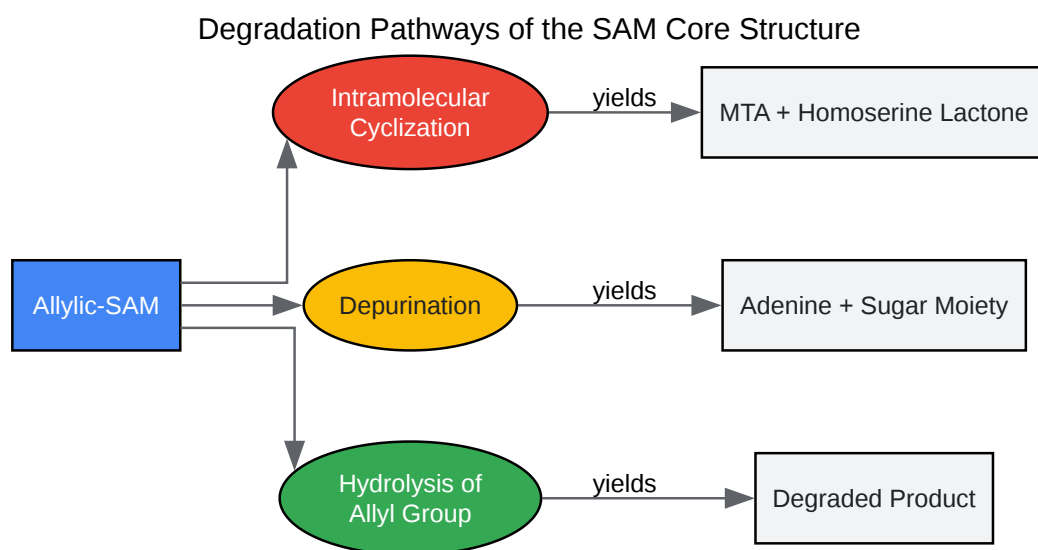 Degradation Pathways of the SAM Core Structure
Intramolecular
Cyclization
yields
MTA + Homoserine Lactone
Allylic-SAM
Depurination
yields
Adenine + Sugar Moiety
Hydrolysis of
Allyl Group
yields
Degraded Product